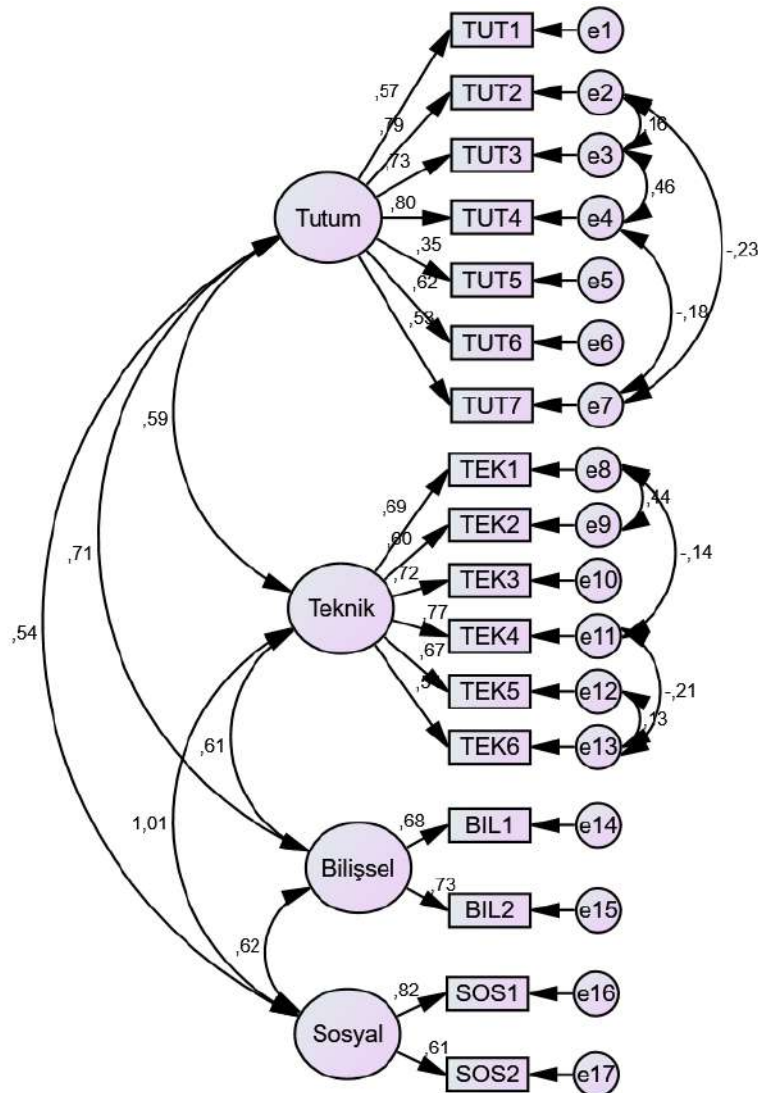 TUT1 e1
,57
TUT2 e2
,79
,16
TUT3 e3
,73
,46
Tutum
,80
TUT4 e4
-,23
,35
TUT5 e5
,62
-,18
TUT6 e6
,53
TUT7 e7
,59
TEK1 e8
,69
,44
TEK2 e9
,60
-,14
TEK3 e10
,72
,71
Teknik
,77
TEK4 e11
,54
,67
TEK5 e12
-,21
,13
TEK6 e13
,61
1,01
BIL1 e14
,68
Bilişsel
,73
BIL2 e15
,62
SOS1 e16
,82
Sosyal
,61
SOS2 e17